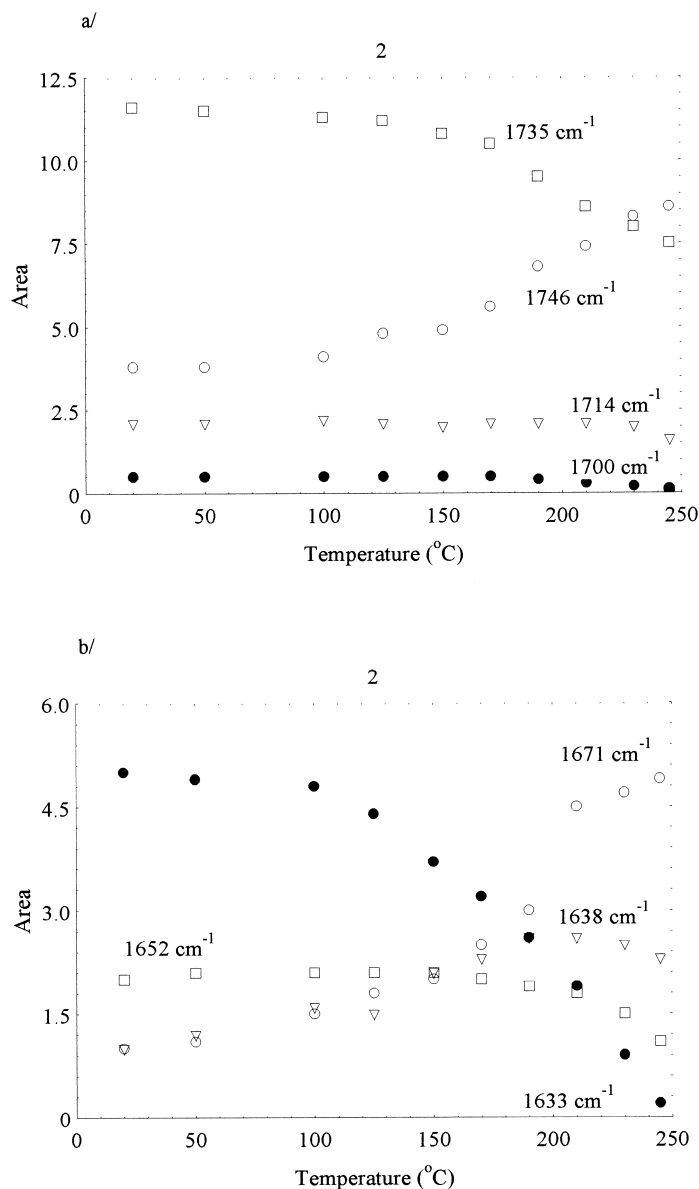 a/
2
12.5
1735 cm-1
10.0
7.5
Area
1746 cm-1
5.0
1714 cm-1
2.5
1700 cm-1
0
0 50 100 150 200 250
Temperature (°C)
b/
2
6.0
1671 cm-1
4.5
Area
3.0
1638 cm-1
1652 cm-1
1.5
1633 cm-1
0
0 50 100 150 200 250
Temperature (°C)